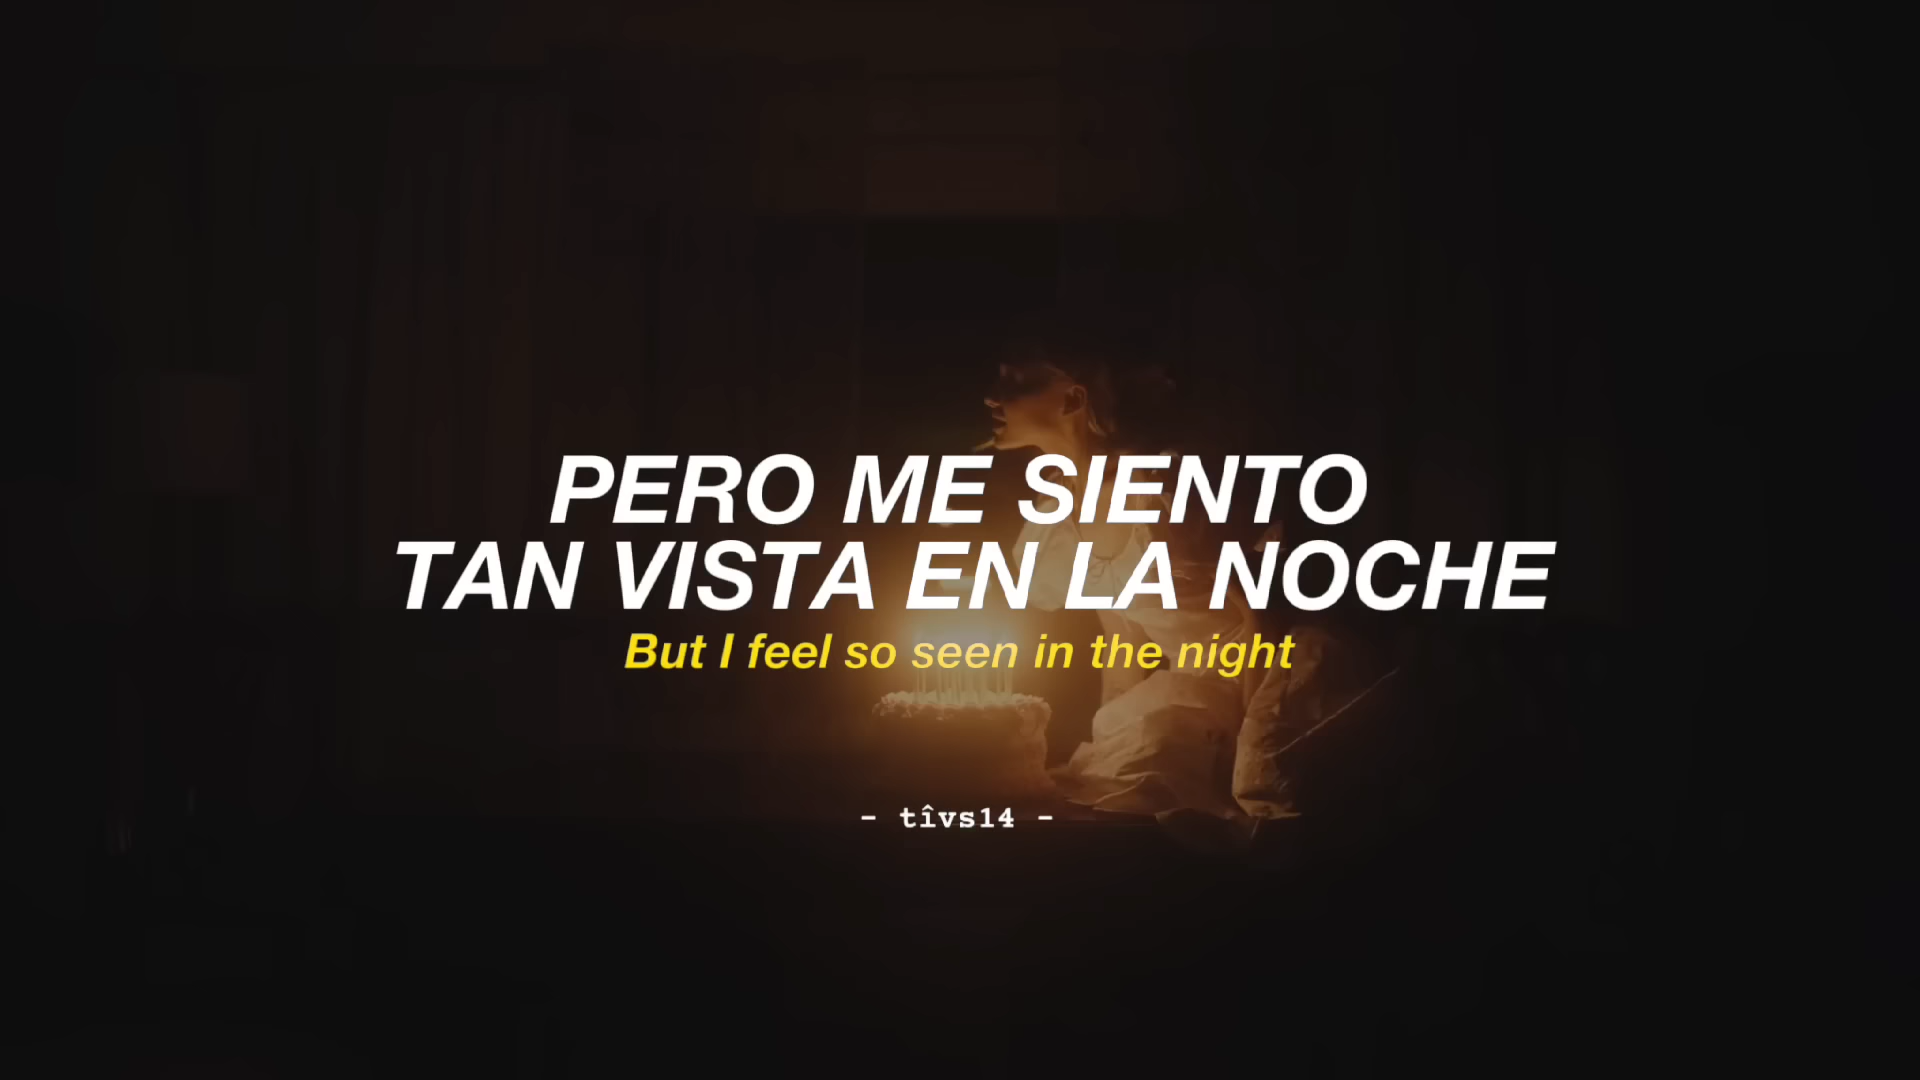 PERO ME SIENTO
TAN VISTA EN LA NOCHE
But I feel so seen in the night
- tîvs14 -